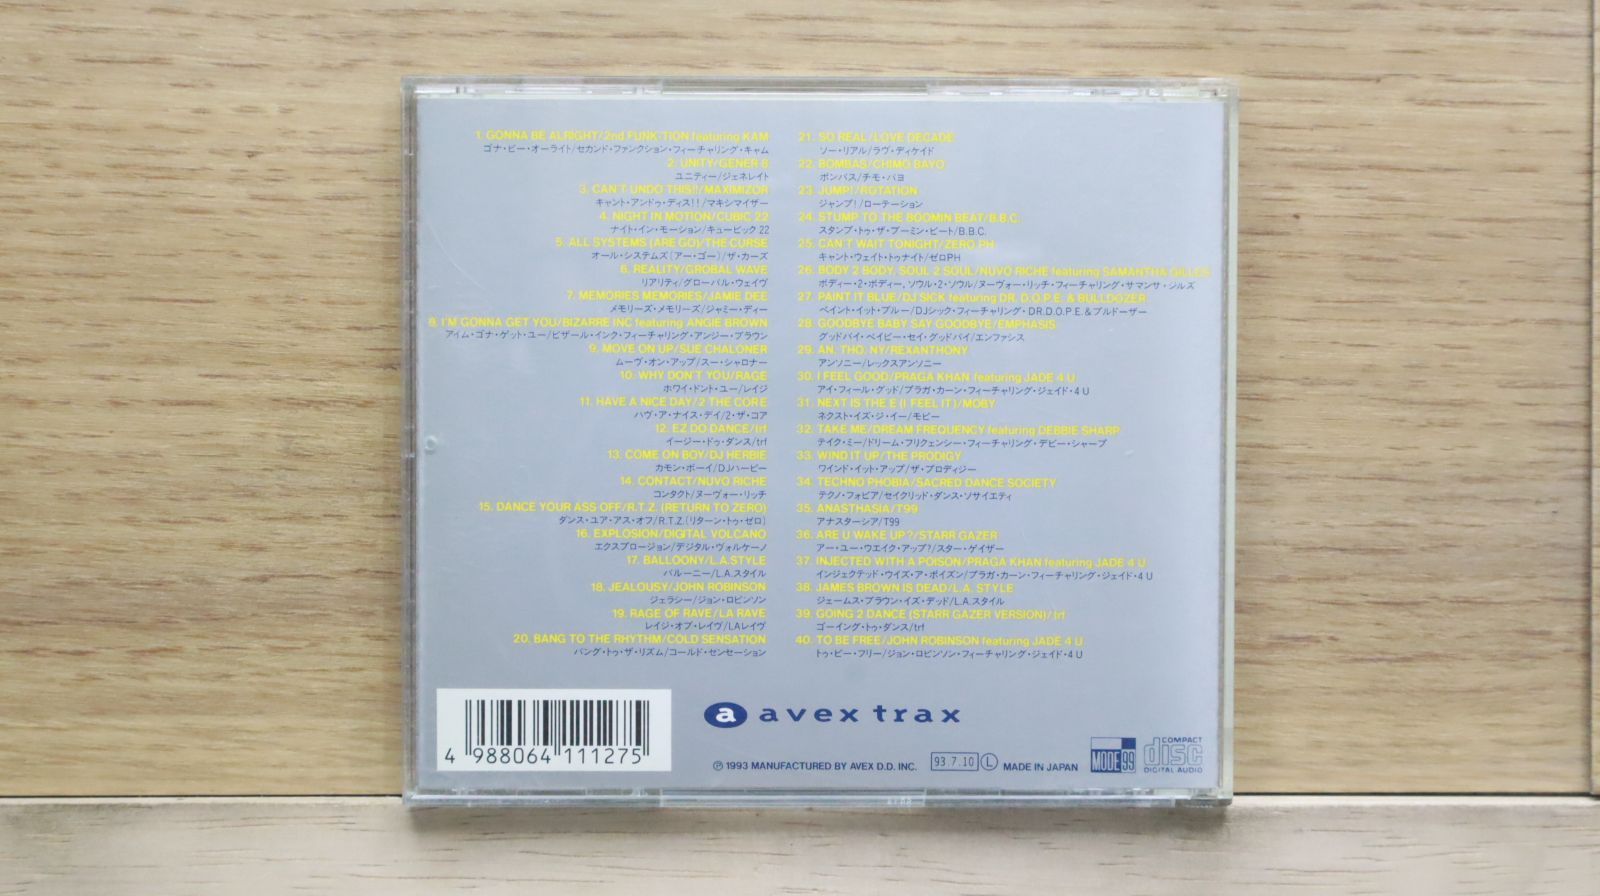 1. GONNA BE ALRIGHT/2nd FUNK-TION featuring KAM
ゴナ・ビー・オーライト/セカンド・ファンクション・フィーチャリング・キャム
2. UNITY/GENER 8
ユニティー/ジェネレイト
3. CAN'T UNDO THIS!!/MAXIMIZOR
キャント・アンドゥ・ディス!!/マキシマイザー
4. NIGHT IN MOTION/CUBIC 22
ナイト・イン・モーション/キュービック 22
5. ALL SYSTEMS (ARE GO)/THE CURSE
オール・システムズ(アー・ゴー)/ザ・カーズ
6. REALITY/GROBAL WAVE
リアリティ/グローバル・ウェイヴ
7. MEMORIES MEMORIES/JAMIE DEE
メモリーズ・メモリーズ/ジャミー・ディー
8. I'M GONNA GET YOU/BIZARRE INC featuring ANGIE BROWN
アイム・ゴナ・ゲット・ユー/ビザール・インク・フィーチャリング・アンジー・ブラウン
9. MOVE ON UP/SUE CHALONER
ムーヴ・オン・アップ/スー・シャロナー
10. WHY DON'T YOU/RAGE
ホワイ・ドント・ユー/レイジ
11. HAVE A NICE DAY/2 THE CORE
ハヴ・ア・ナイス・デイ/2・ザ・コア
12. EZ DO DANCE/trf
イージー・ドゥ・ダンス/trf
13. COME ON BOY/DJ HERBIE
カモン・ボーイ/DJハービー
14. CONTACT/NUVO RICHE
コンタクト/ヌーヴォー・リッチ
15. DANCE YOUR ASS OFF/R.T.Z. (RETURN TO ZERO)
ダンス・ユア・アス・オフ/R.T.Z.(リターン・トゥ・ゼロ)
16. EXPLOSION/DIGITAL VOLCANO
エクスプロージョン/デジタル・ヴォルケーノ
17. BALLOONY/L.A.STYLE
バルーニー/L.A.スタイル
18. JEALOUSY/JOHN ROBINSON
ジェラシー/ジョン・ロビンソン
19. RAGE OF RAVE/LA RAVE
レイジ・オブ・レイヴ/LAレイヴ
20. BANG TO THE RHYTHM/COLD SENSATION
バング・トゥ・ザ・リズム/コールド・センセーション
21. SO REAL/LOVE DECADE
ソー・リアル/ラヴ・ディケイド
22. BOMBAS/CHIMO BAYO
ボンバス/チモ・バヨ
23. JUMP!/ROTATION
ジャンプ!/ローテーション
24. STUMP TO THE BOOMIN BEAT/B.B.C.
スタンプ・トゥ・ザ・ブーミン・ビート/B.B.C.
25. CAN'T WAIT TONIGHT/ZERO PH
キャント・ウェイト・トゥナイト/ゼロPH
26. BODY 2 BODY, SOUL 2 SOUL/NUVO RICHE featuring SAMANTHA GILLES
ボディー・2・ボディー, ソウル・2・ソウル/ヌーヴォー・リッチ・フィーチャリング・サマンサ・ジルズ
27. PAINT IT BLUE/DJ SICK featuring DR. D.O.P.E. & BULLDOZER
ペイント・イット・ブルー/DJシック・フィーチャリング・DR.D.O.P.E.&ブルドーザー
28. GOODBYE BABY SAY GOODBYE/EMPHASIS
グッドバイ・ベイビー・セイ・グッドバイ/エンファシス
29. AN. THO. NY/REXANTHONY
アンソニー/レックスアンソニー
30. I FEEL GOOD/PRAGA KHAN featuring JADE 4 U
アイ・フィール・グッド/プラガ・カーン・フィーチャリング・ジェイド・4 U
31. NEXT IS THE E (I FEEL IT)/MOBY
ネクスト・イズ・ジ・イー/モビー
32. TAKE ME/DREAM FREQUENCY featuring DEBBIE SHARP
テイク・ミー/ドリーム・フリクェンシー・フィーチャリング・デビー・シャープ
33. WIND IT UP/THE PRODIGY
ワインド・イット・アップ/ザ・プロディジー
34. TECHNO PHOBIA/SACRED DANCE SOCIETY
テクノ・フォビア/セイクリッド・ダンス・ソサイエティ
35. ANASTHASIA/T99
アナスターシア/T99
36. ARE U WAKE UP?/STARR GAZER
アー・ユー・ウエイク・アップ?/スター・ゲイザー
37. INJECTED WITH A POISON/PRAGA KHAN featuring JADE 4 U
インジェクテッド・ウイズ・ア・ポイズン/プラガ・カーン・フィーチャリング・ジェイド・4 U
38. JAMES BROWN IS DEAD/L.A. STYLE
ジェームス・ブラウン・イズ・デッド/L.A.スタイル
39. GOING 2 DANCE (STARR GAZER VERSION)/trf
ゴーイング・トゥ・ダンス/trf
40. TO BE FREE/JOHN ROBINSON featuring JADE 4 U
トゥ・ビー・フリー/ジョン・ロビンソン・フィーチャリング・ジェイド・4 U
a avex trax
4 988064 111275
Ⓟ 1993 MANUFACTURED BY AVEX D.D. INC.
93.7.10 Ⓛ MADE IN JAPAN
MODE 99
COMPACT
disc
DIGITAL AUDIO